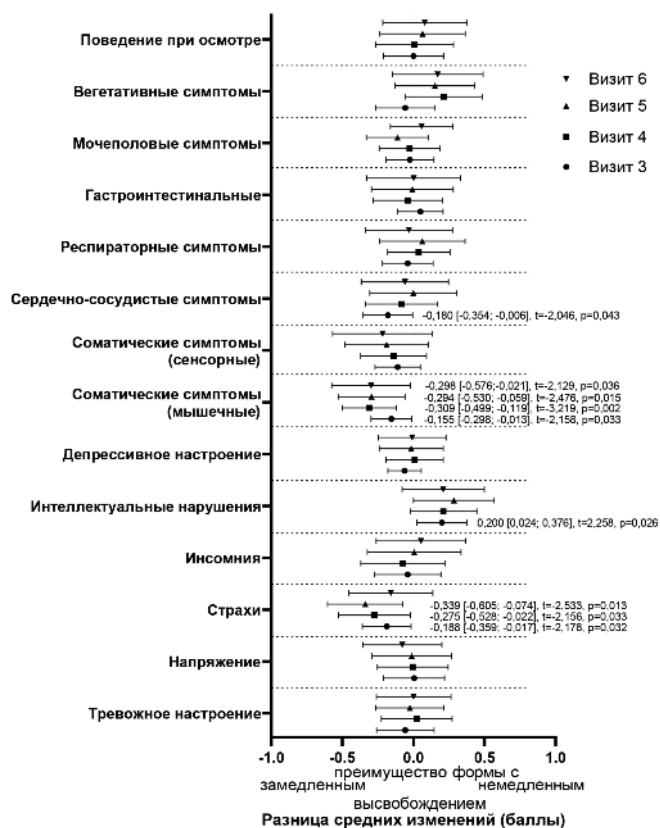 Поведение при осмотре
Вегетативные симптомы
Мочеполовые симптомы
Гастроинтестинальные
Респираторные симптомы
Сердечно-сосудистые симптомы
-0,180 [-0,354; -0,006], t=-2,046, p=0,043
Соматические симптомы
(сенсорные)
Соматические симптомы
(мышечные)
-0,298 [-0,576;-0,021], t=-2,129, p=0,036
-0,294 [-0,530; -0,059], t=-2,476, p=0,015
-0,309 [-0,499; -0,119], t=-3,219, p=0,002
-0,155 [-0,298; -0,013], t=-2,158, p=0,033
Депрессивное настроение
Интеллектуальные нарушения
0,200 [0,024; 0,376], t=2,258, p=0,026
Инсомния
Страхи
-0,339 [-0,605; -0,074], t=-2.533, p=0.013
-0,275 [-0,528; -0,022], t=-2,156, p=0,033
-0,188 [-0,359; -0,017], t=-2,178, p=0,032
Напряжение
Тревожное настроение
Визит 6
Визит 5
Визит 4
Визит 3
-1.0 -0.5 0.0 0.5 1.0
преимущество формы с
замедленным немедленным
высвобождением
Разница средних изменений (баллы)